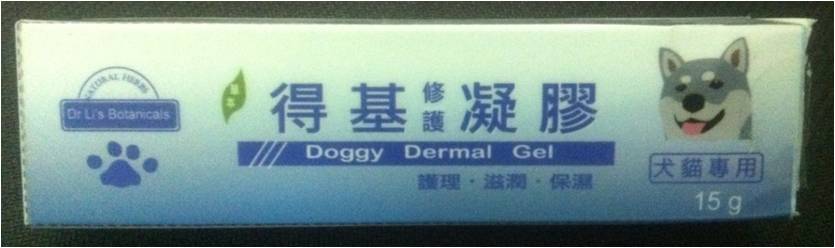 NATURAL HERBS
Dr Li's Botanicals
草本
得基修護凝膠
Doggy Dermal Gel
護理·滋潤·保濕
犬貓專用
15 g